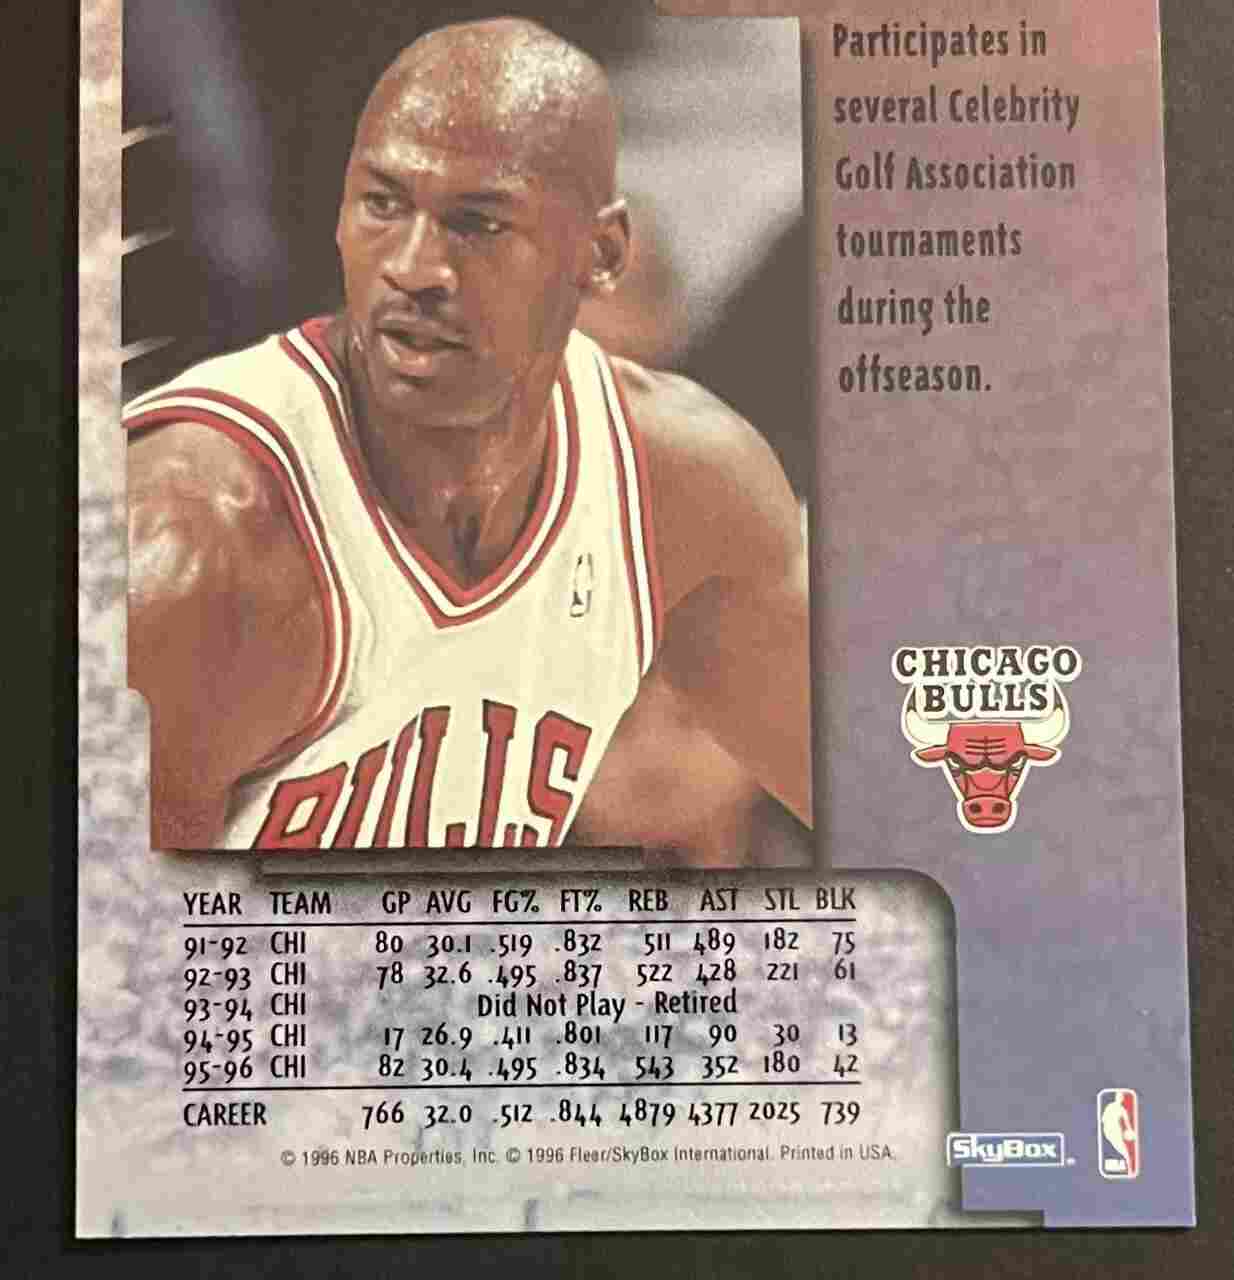 Participates in
several Celebrity
Golf Association
tournaments
during the
offseason.
BULLS
CHICAGO
BULLS
YEAR TEAM GP AVG FG% FT% REB AST STL BLK
91-92 CHI 80 30.1 .519 .832 511 489 182 75
92-93 CHI 78 32.6 .495 .837 522 428 221 61
93-94 CHI Did Not Play - Retired
94-95 CHI 17 26.9 .411 .801 117 90 30 13
95-96 CHI 82 30.4 .495 .834 543 352 180 42
CAREER 766 32.0 .512 .844 4879 4377 2025 739
© 1996 NBA Properties, Inc. © 1996 Fleer/SkyBox International. Printed in USA.
SkyBox
NBA